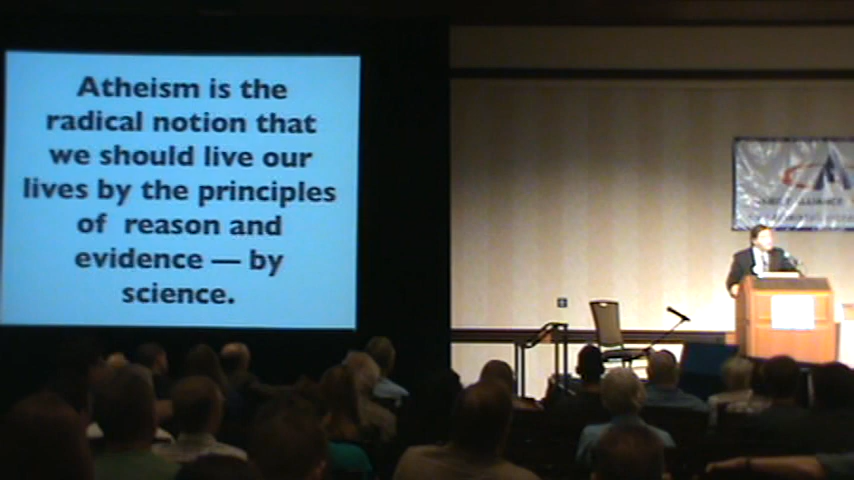 Atheism is the
radical notion that
we should live our
lives by the principles
of reason and
evidence — by
science.